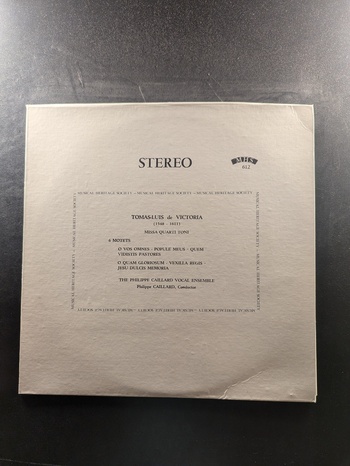 STEREO
MHS
612
MUSICAL HERITAGE SOCIETY · MUSICAL HERITAGE SOCIETY · MUSICAL HERITAGE SOCIETY
TOMAS-LUIS de VICTORIA
MISSA QUARTI TONI
6 MOTETS
O VOS OMNES - POPULE MEUS - QUEM
VIDISTIS PASTORES
O QUAM GLORIOSUM - VEXILLA REGIS -
JESU DULCIS MEMORIA
THE PHILIPPE CAILLARD VOCAL ENSEMBLE
Philippe CAILLARD, Conductor